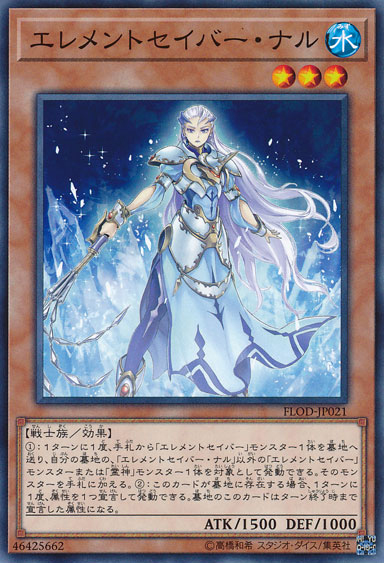 エレメントセイバー・ナル 水
FLOD-JP021
【戦士族/効果】
①:1ターンに1度、手札から「エレメントセイバー」モンスター1体を墓地へ
送り、自分の墓地の、「エレメントセイバー・ナル」以外の「エレメントセイバー」
モンスターまたは「霊神」モンスター1体を対象として発動できる。そのモンス
ターを手札に加える。②:このカードが墓地に存在する場合、1ターンに
1度、属性を1つ宣言して発動できる。墓地のこのカードはターン終了時まで
宣言した属性になる。
ATK/1500 DEF/1000
46425662 ©高橋和希 スタジオ・ダイス/集英社